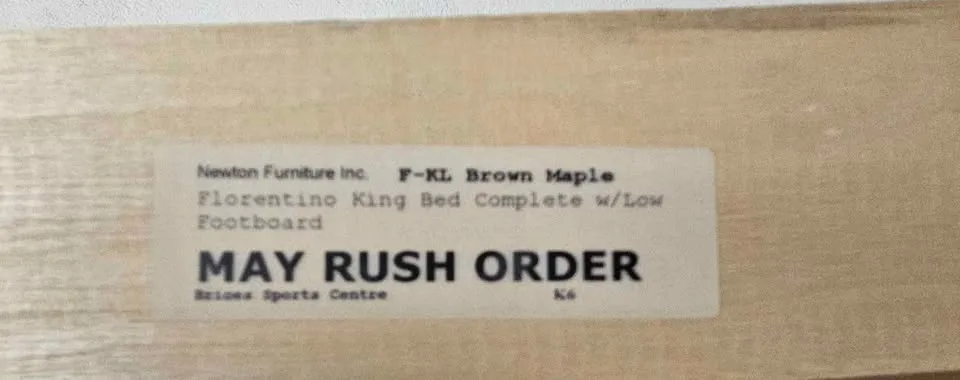 Newton Furniture Inc. F-KL Brown Maple
Florentino King Bed Complete w/Low
Footboard
MAY RUSH ORDER
Sports Centre K6